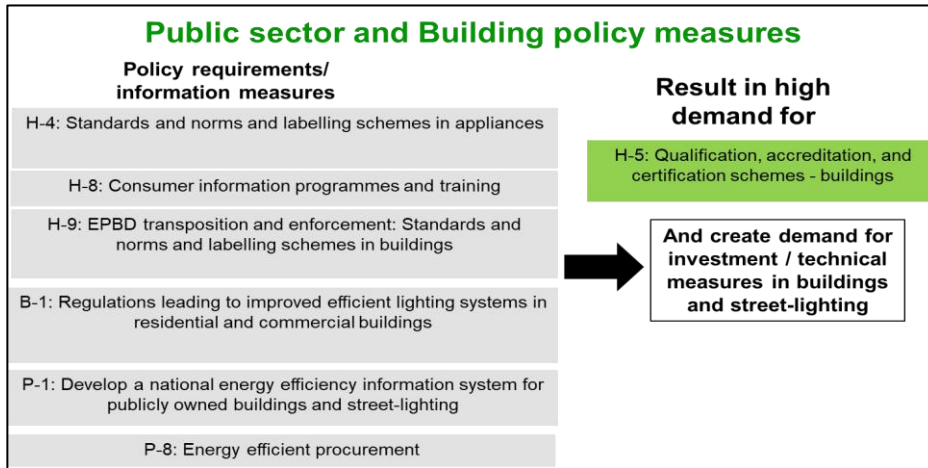 Public sector and Building policy measures
Policy requirements/
information measures
H-4: Standards and norms and labelling schemes in appliances
H-8: Consumer information programmes and training
H-9: EPBD transposition and enforcement: Standards and
norms and labelling schemes in buildings
B-1: Regulations leading to improved efficient lighting systems in
residential and commercial buildings
P-1: Develop a national energy efficiency information system for
publicly owned buildings and street-lighting
P-8: Energy efficient procurement
Result in high
demand for
H-5: Qualification, accreditation, and
certification schemes - buildings
And create demand for
investment / technical
measures in buildings
and street-lighting